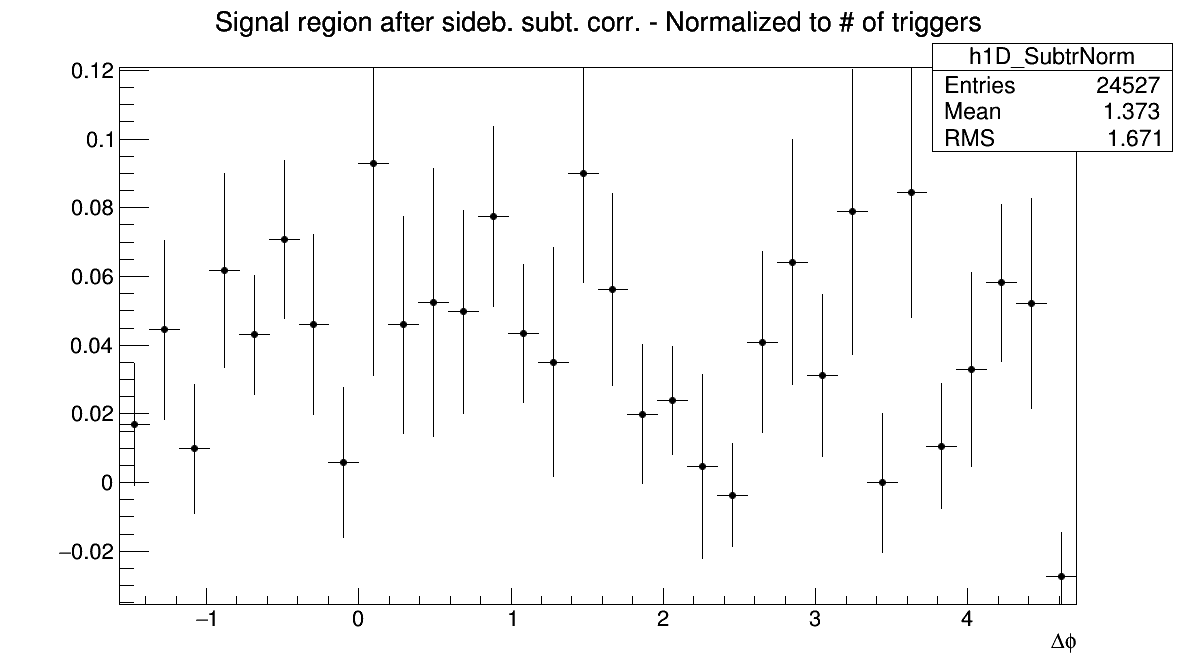 Signal region after sideb. subt. corr. - Normalized to # of triggers
h1D_SubtrNorm
Entries 24527
Mean 1.373
RMS 1.671
0.12
0.1
0.08
0.06
0.04
0.02
0
−0.02
−1 0 1 2 3 4
Δϕ